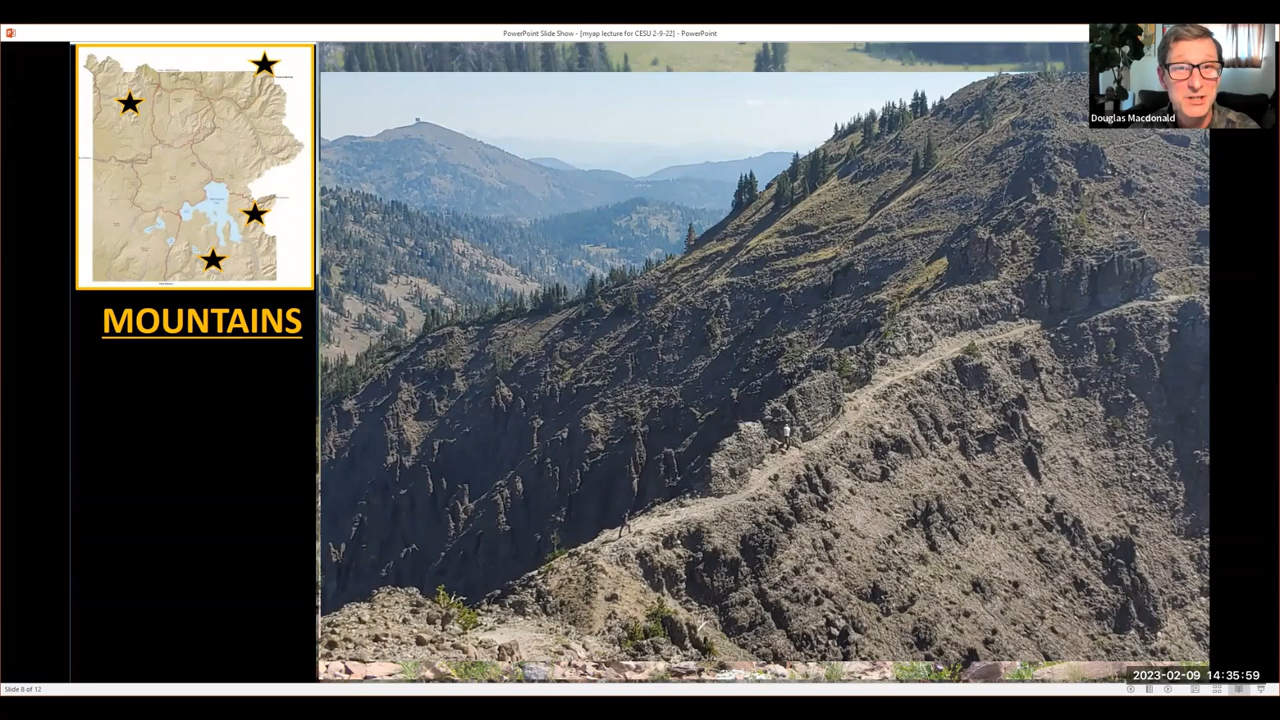 PowerPoint Slide Show - [myap lecture for CESU 2-9-22] - PowerPoint
Douglas Macdonald
MOUNTAINS
2023-02-09 14:35:59
Slide 8 of 12